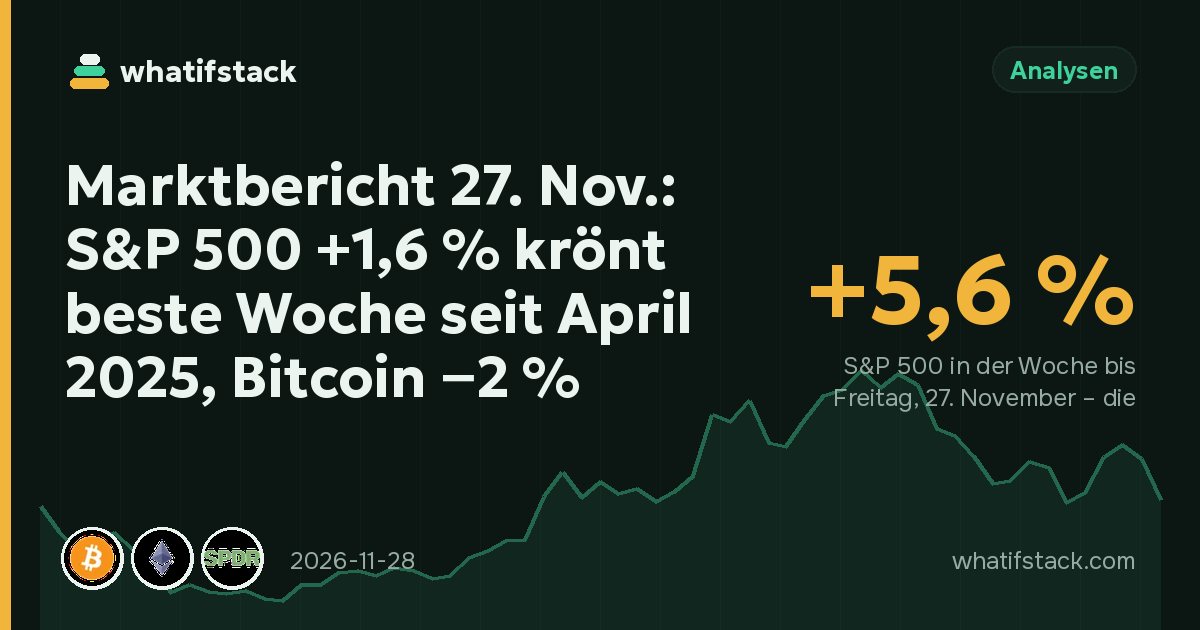 whatifstack
Analysen
Marktbericht 27. Nov.:
S&P 500 +1,6 % krönt
beste Woche seit April
2025, Bitcoin −2 %
+5,6 %
S&P 500 in der Woche bis
Freitag, 27. November – die
SPDR
2026-11-28
whatifstack.com